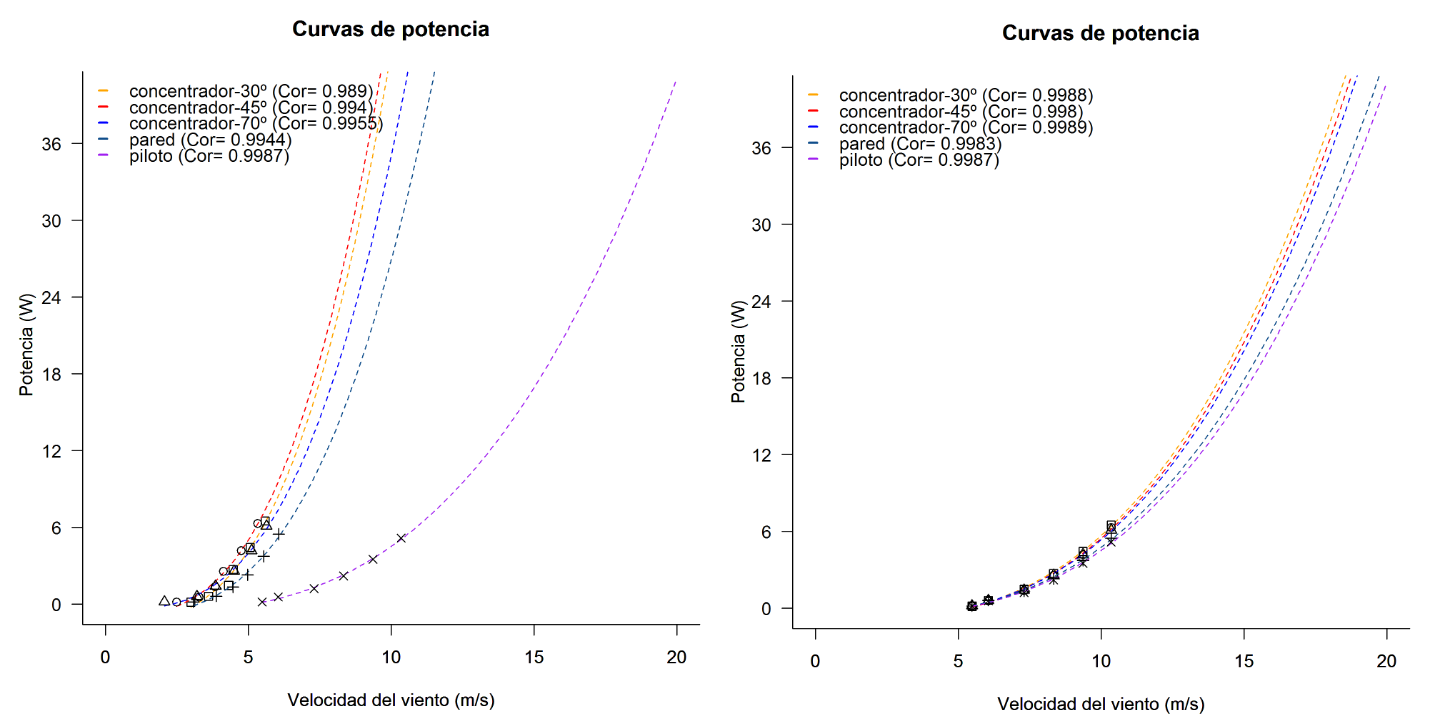 Curvas de potencia
concentrador-30º (Cor= 0.989)
concentrador-45º (Cor= 0.994)
concentrador-70º (Cor= 0.9955)
pared (Cor= 0.9944)
piloto (Cor= 0.9987)
Potencia (W)
36
30
24
18
12
6
0
0 5 10 15 20
Velocidad del viento (m/s)
Curvas de potencia
concentrador-30º (Cor= 0.9988)
concentrador-45º (Cor= 0.998)
concentrador-70º (Cor= 0.9989)
pared (Cor= 0.9983)
piloto (Cor= 0.9987)
Potencia (W)
36
30
24
18
12
6
0
0 5 10 15 20
Velocidad del viento (m/s)